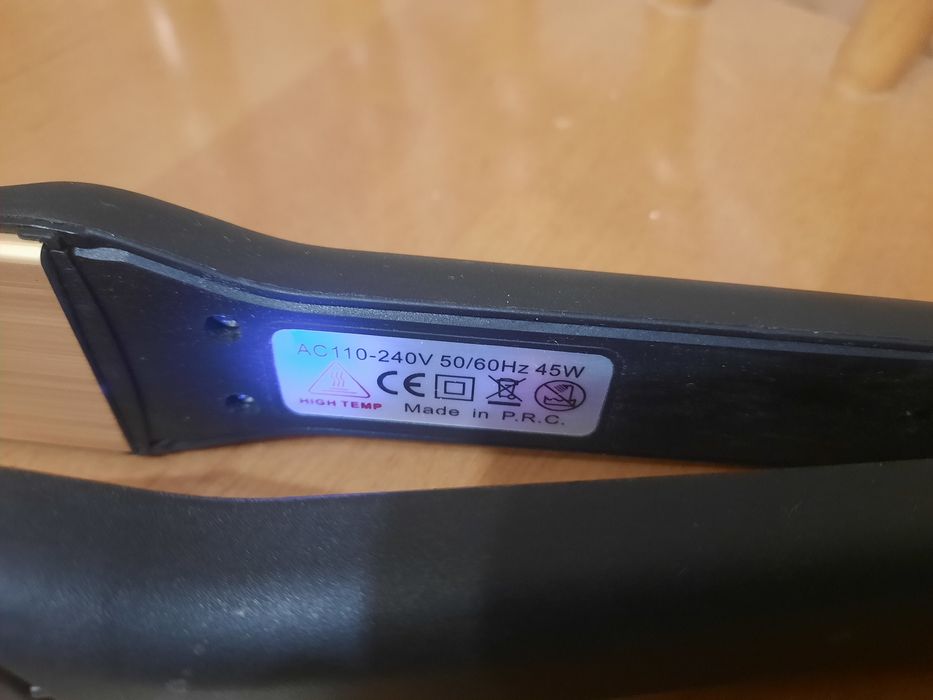 AC110-240V 50/60Hz 45W
CE
HIGH TEMP
Made in P.R.C.